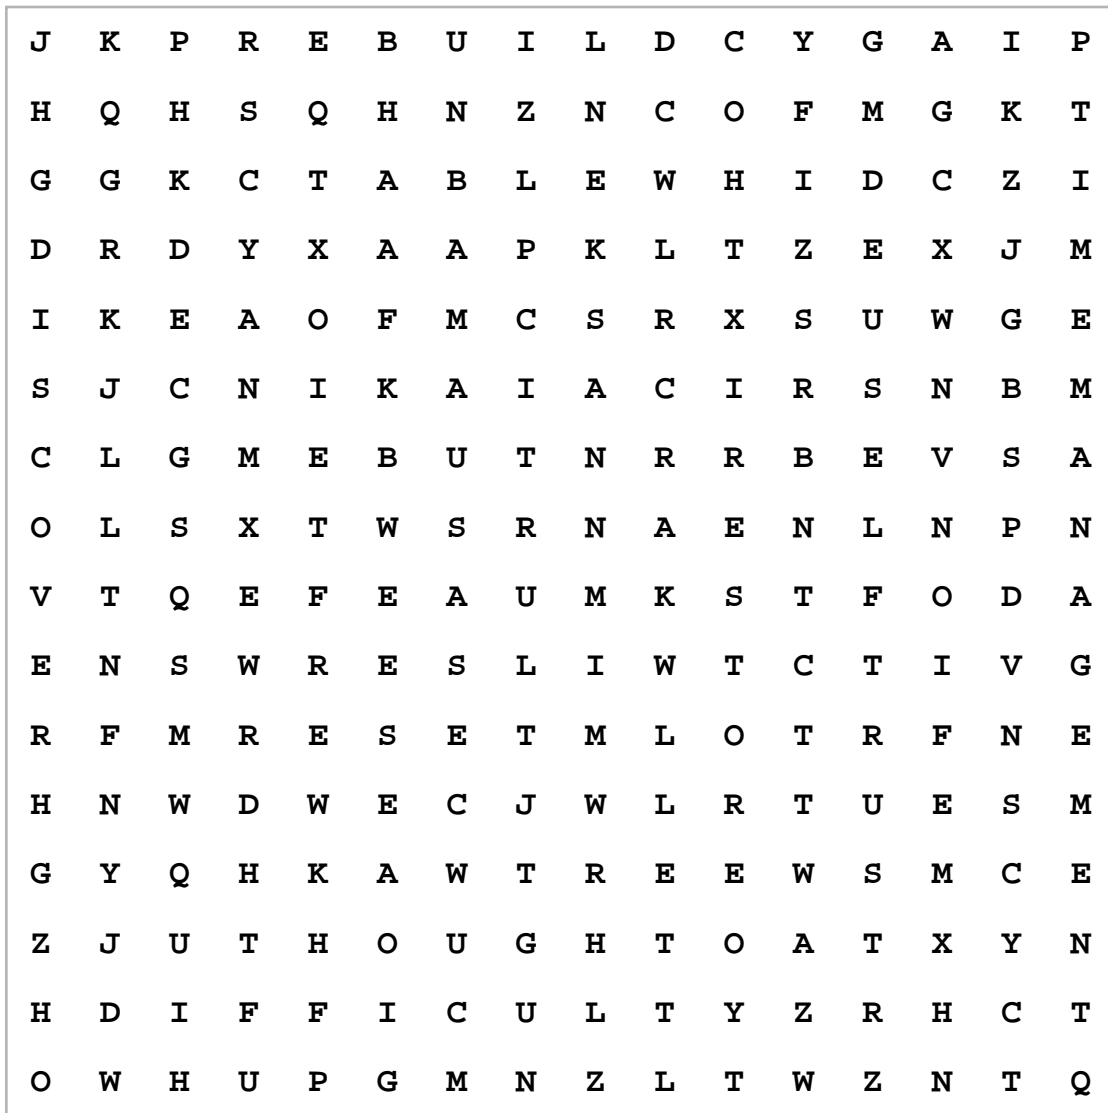 J K P R E B U I L D C Y G A I P
H Q H S Q H N Z N C O F M G K T
G G K C T A B L E W H I D C Z I
D R D Y X A A P K L T Z E X J M
I K E A O F M C S R X S U W G E
S J C N I K A I A C I R S N B M
C L G M E B U T N R R B E V S A
O L S X T W S R N A E N L N P N
V T Q E F E A U M K S T F O D A
E N S W R E S L I W T C T I V G
R F M R E S E T M L O T R F N E
H N W D W E C J W L R T U E S M
G Y Q H K A W T R E E W S M C E
Z J U T H O U G H T O A T X Y N
H D I F F I C U L T Y Z R H C T
O W H U P G M N Z L T W Z N T Q